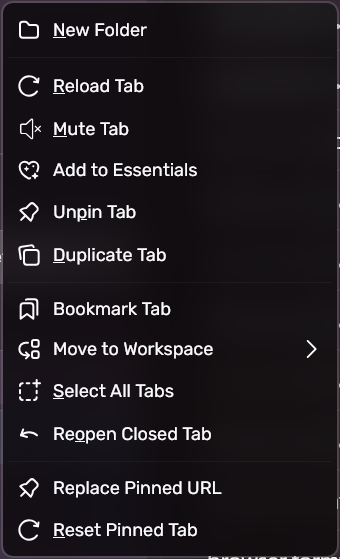 New Folder
Reload Tab
Mute Tab
Add to Essentials
Unpin Tab
Duplicate Tab
Bookmark Tab
Move to Workspace
Select All Tabs
Reopen Closed Tab
Replace Pinned URL
Reset Pinned Tab